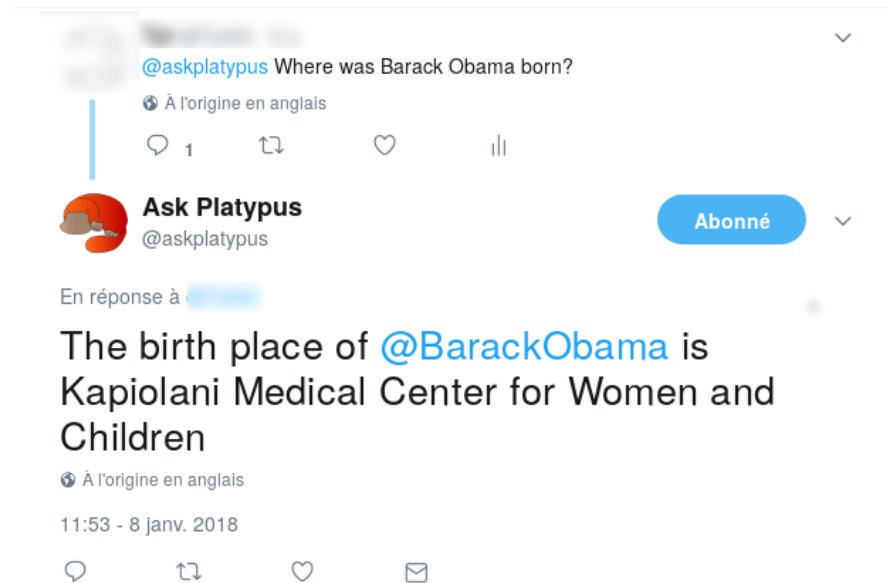 @askplatypus Where was Barack Obama born?
À l'origine en anglais
1
Ask Platypus
@askplatypus
Abonné
En réponse à
The birth place of @BarackObama is
Kapiolani Medical Center for Women and
Children
À l'origine en anglais
11:53 - 8 janv. 2018